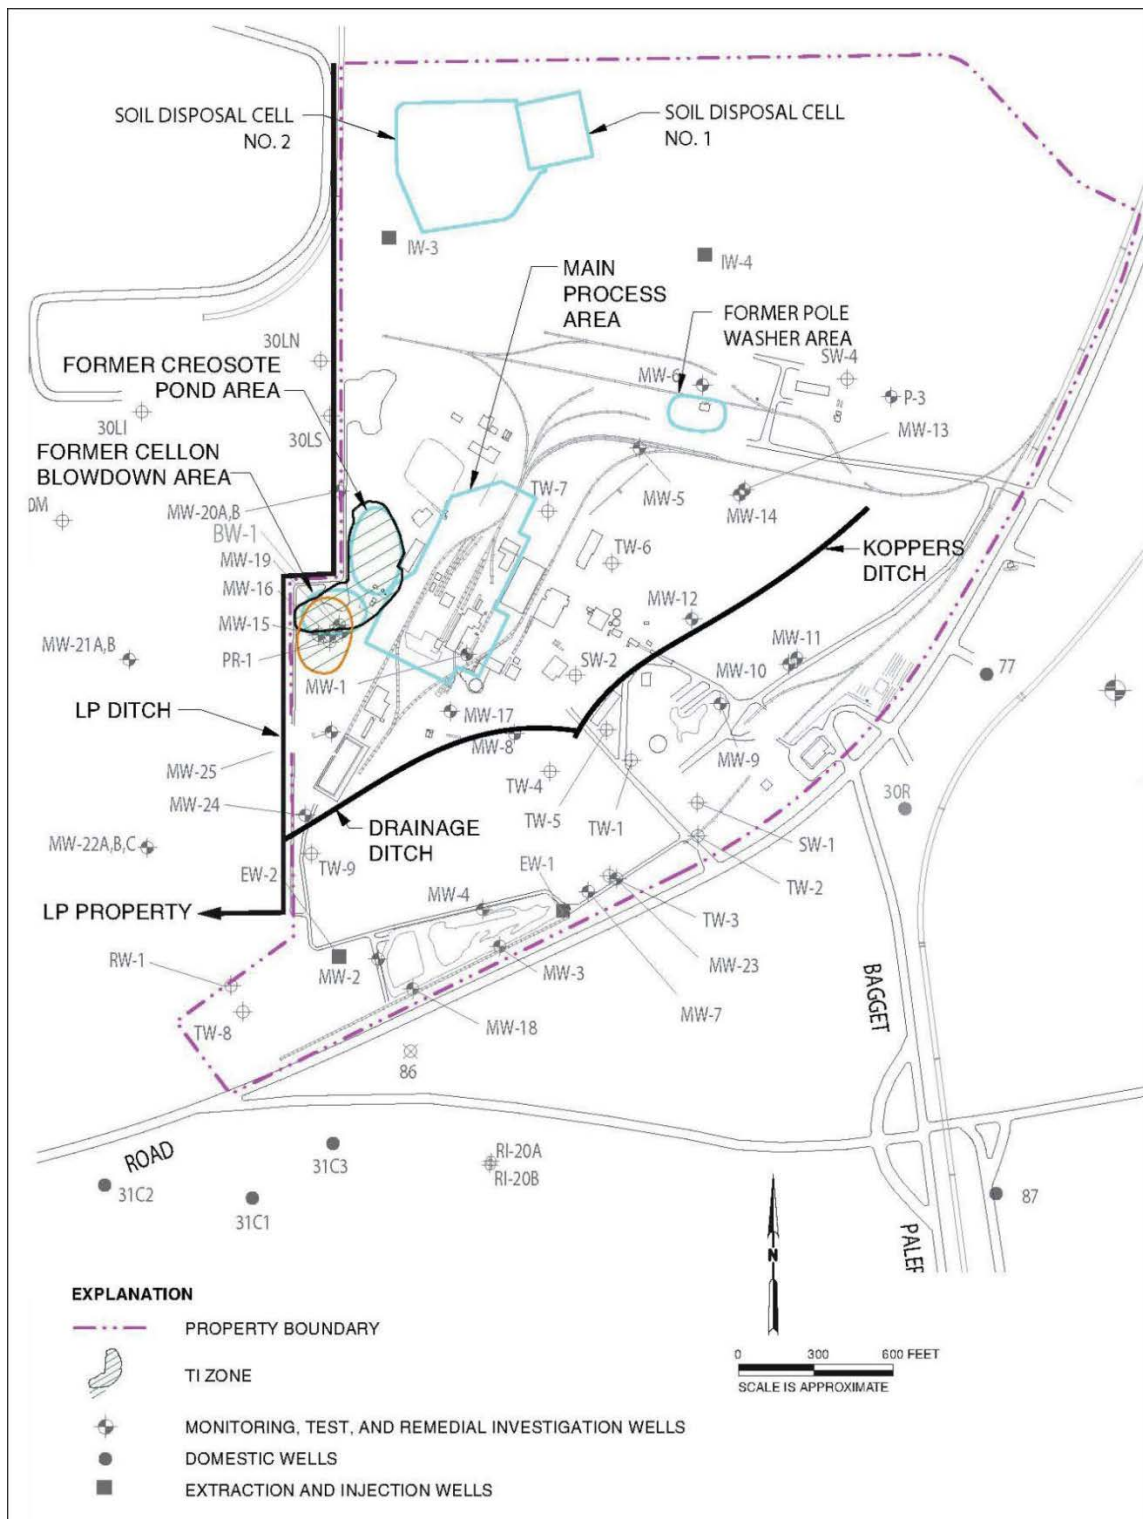 SOIL DISPOSAL CELL
NO. 2
SOIL DISPOSAL CELL
NO. 1
IW-3
IW-4
MAIN
PROCESS
AREA
FORMER POLE
WASHER AREA
30LN
SW-4
FORMER CREOSOTE
POND AREA
MW-6
P-3
30LI
30LS
MW-13
FORMER CELLON
BLOWDOWN AREA
MW-5
MW-14
TW-7
DM
MW-20A,B
BW-1
MW-19
KOPPERS
DITCH
TW-6
MW-16
MW-12
MW-15
MW-21A,B
PR-1
MW-11
MW-10
SW-2
77
MW-1
LP DITCH
MW-17
MW-8
MW-9
MW-25
TW-4
30R
MW-24
TW-5
TW-1
DRAINAGE
DITCH
SW-1
MW-22A,B,C
TW-9
EW-2
EW-1
TW-2
MW-4
TW-3
LP PROPERTY
RW-1
MW-2
MW-3
MW-23
MW-7
TW-8
MW-18
BAGGET
86
ROAD
31C3
RI-20A
RI-20B
31C2
31C1
87
PALER
N
EXPLANATION
PROPERTY BOUNDARY
TI ZONE
MONITORING, TEST, AND REMEDIAL INVESTIGATION WELLS
DOMESTIC WELLS
EXTRACTION AND INJECTION WELLS
0 300 600 FEET
SCALE IS APPROXIMATE